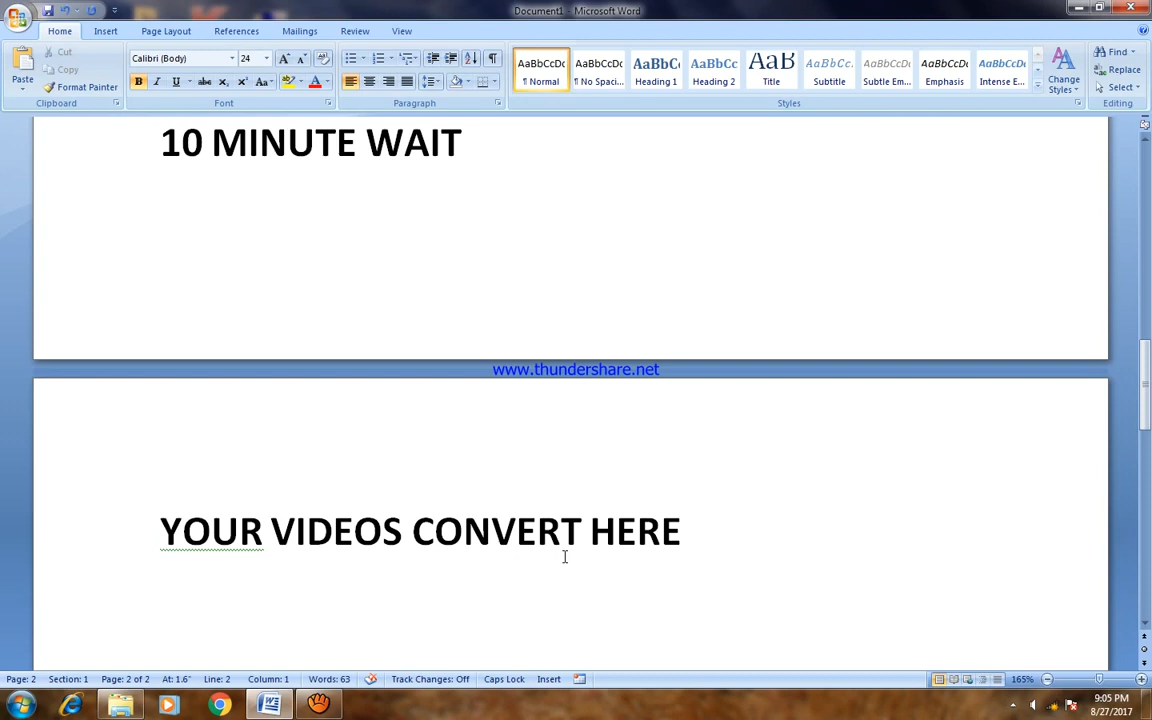 Document1 - Microsoft Word
Home Insert Page Layout References Mailings Review View
Paste
Cut
Copy
Format Painter
Clipboard
Calibri (Body) 24
Font
Paragraph
AaBbCcDc AaBbCcDc AaBbC AaBbCc AaB AaBbCc. AaBbCcDc AaBbCcDc AaBbCcDc
¶ Normal ¶ No Spaci... Heading 1 Heading 2 Title Subtitle Subtle Em... Emphasis Intense E...
Change Styles
Styles
Find
Replace
Select
Editing
10 MINUTE WAIT
www.thundershare.net
YOUR VIDEOS CONVERT HERE
Page: 2 Section: 1 Page: 2 of 2 At: 1.6" Line: 2 Column: 1 Words: 63 Track Changes: Off Caps Lock Insert 165%
9:05 PM
8/27/2017